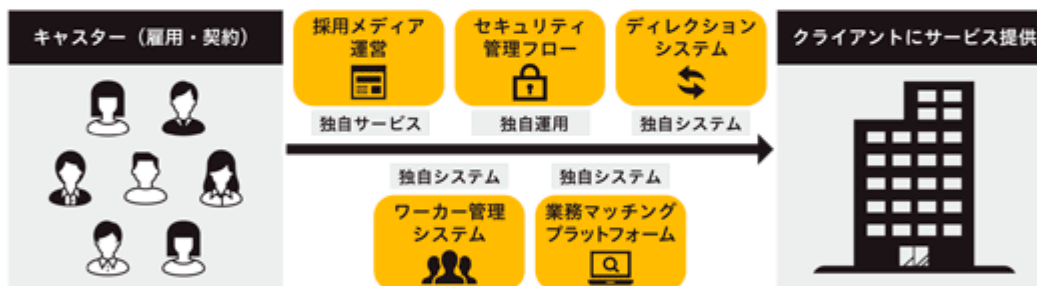 キャスター（雇用・契約）
採用メディア
運営
独自サービス
セキュリティ
管理フロー
独自運用
ディレクション
システム
独自システム
独自システム
ワーカー管理
システム
独自システム
業務マッチング
プラットフォーム
クライアントにサービス提供